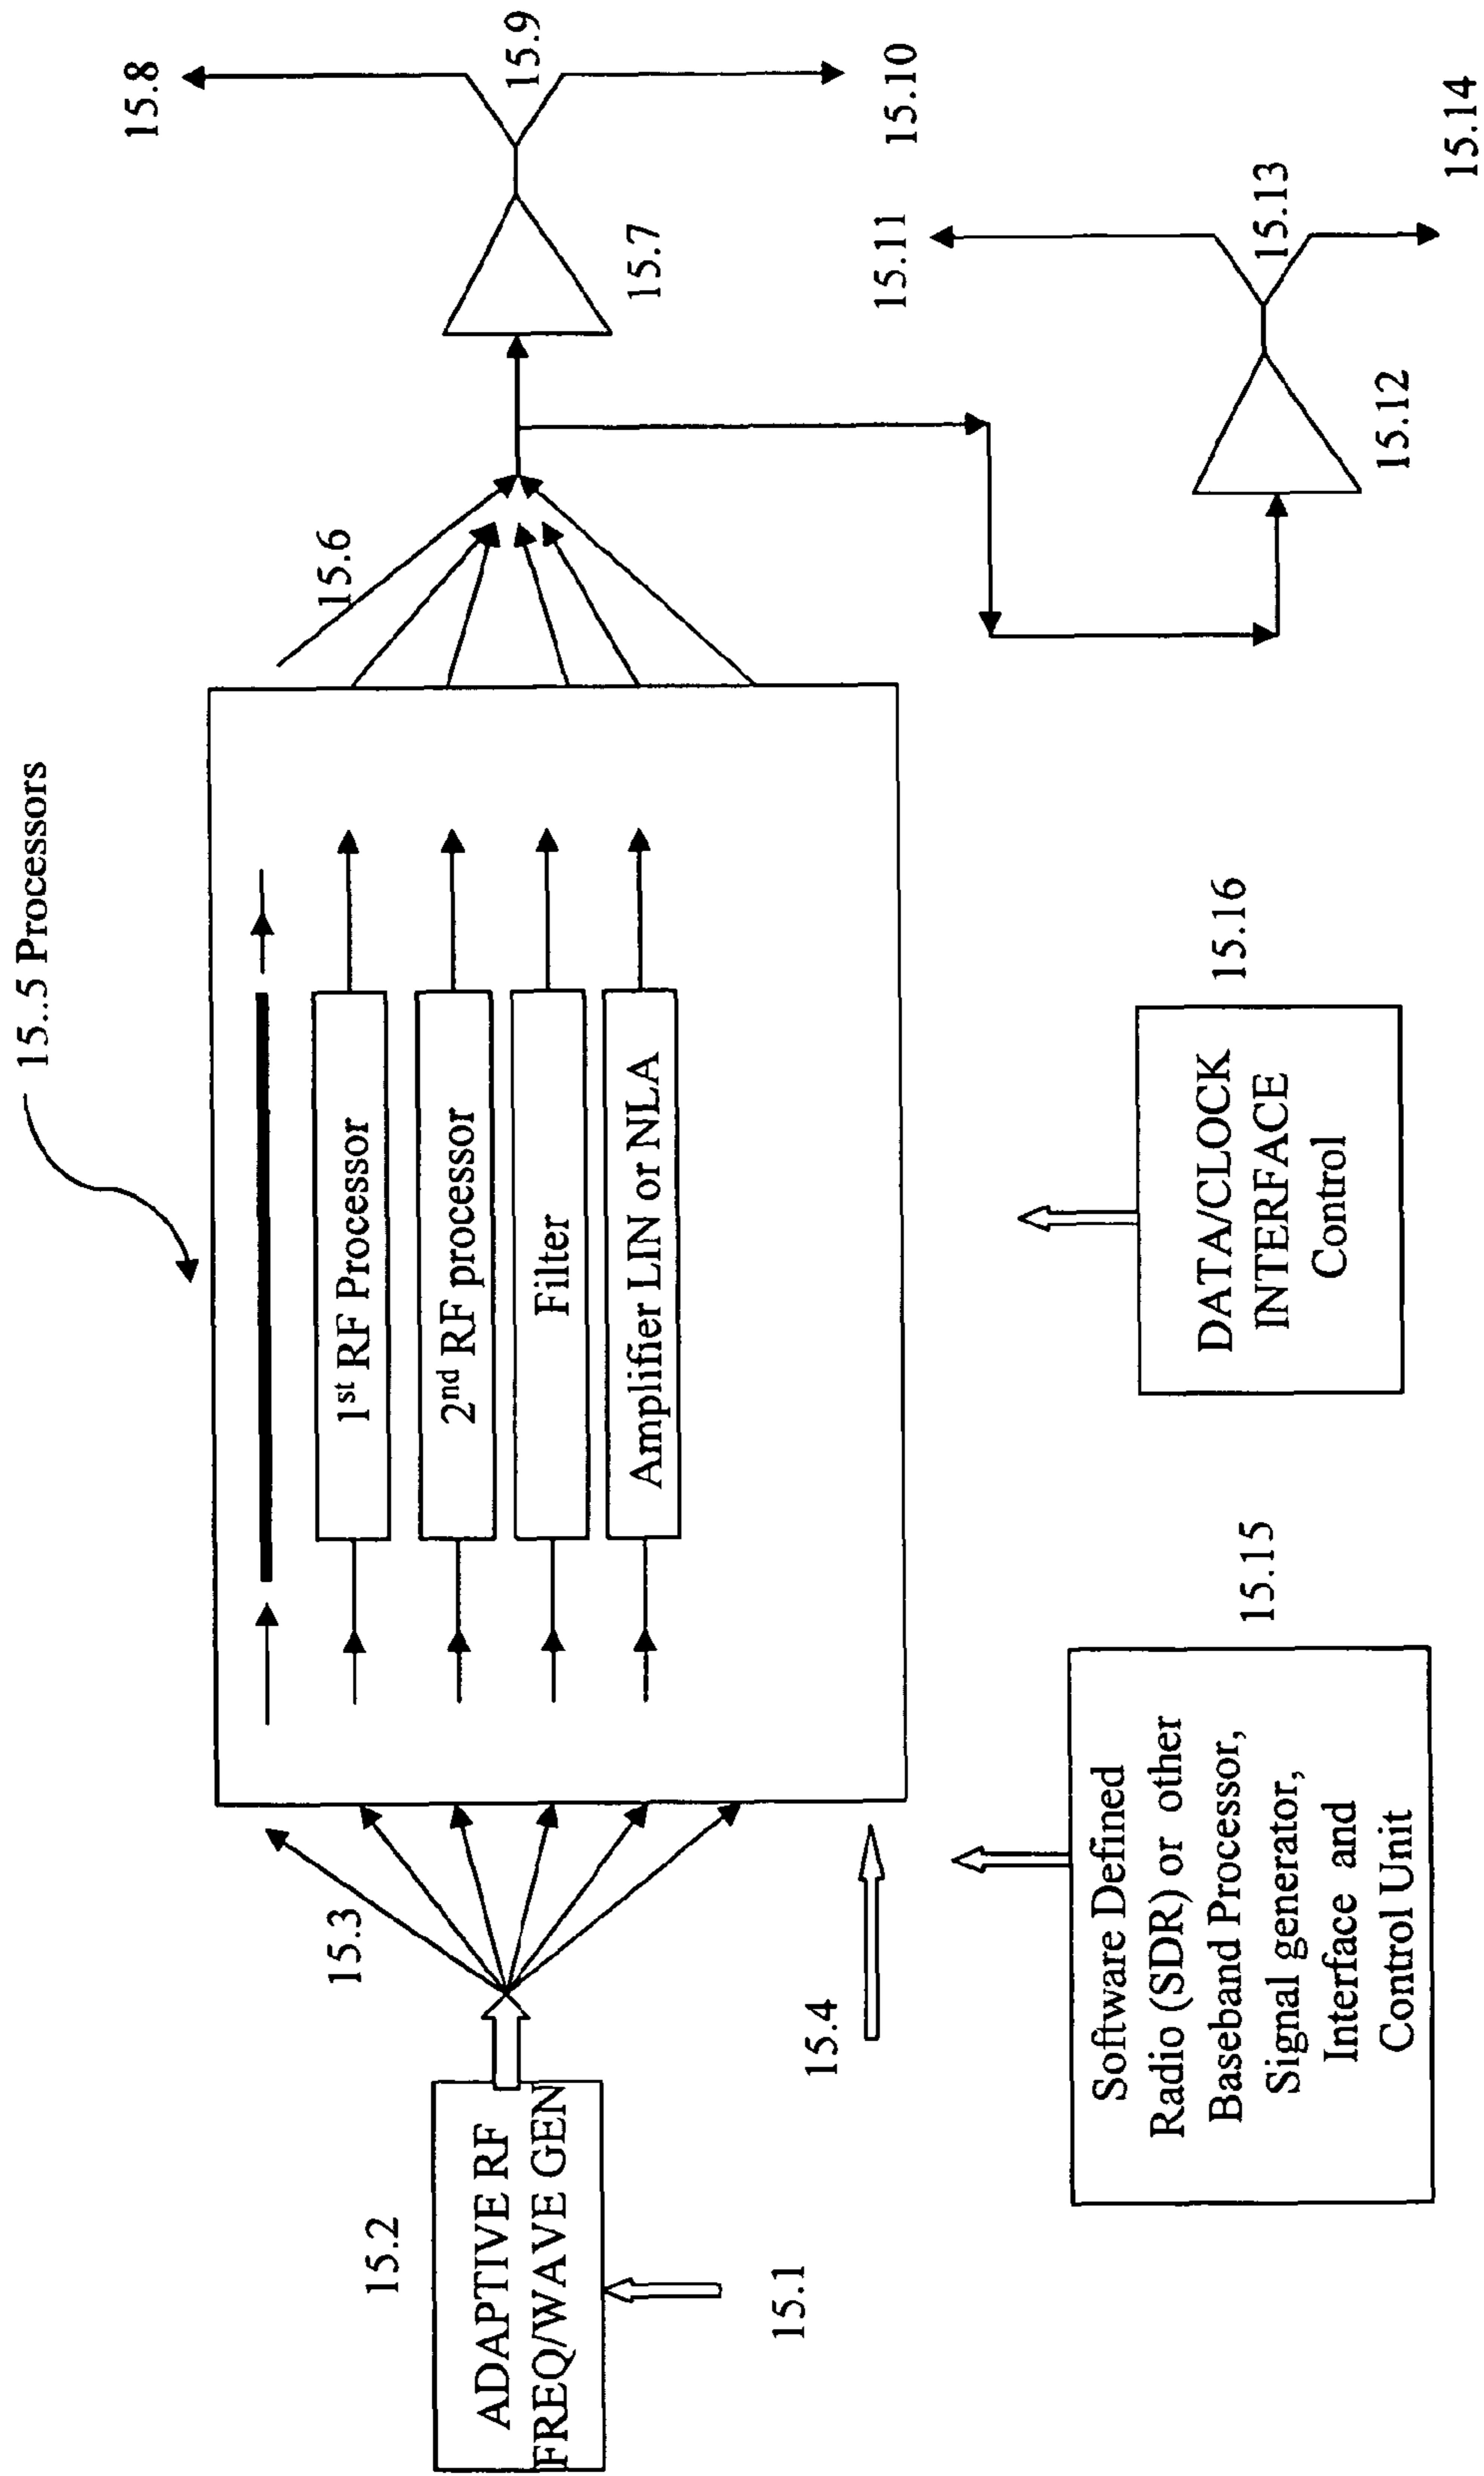 15..5 Processors
15.8
15.9
15.10
15.6
15.7
15.11
15.13
15.14
15.12
15.2
ADAPTIVE RF
FREQ/WAVE GEN
15.1
15.3
15.4
1st RF Processor
2nd RF processor
Filter
Amplifier LIN or NLA
Software Defined
Radio (SDR) or other
Baseband Processor,
Signal generator,
Interface and
Control Unit
15.15
DATA/CLOCK
INTERFACE
Control
15.16